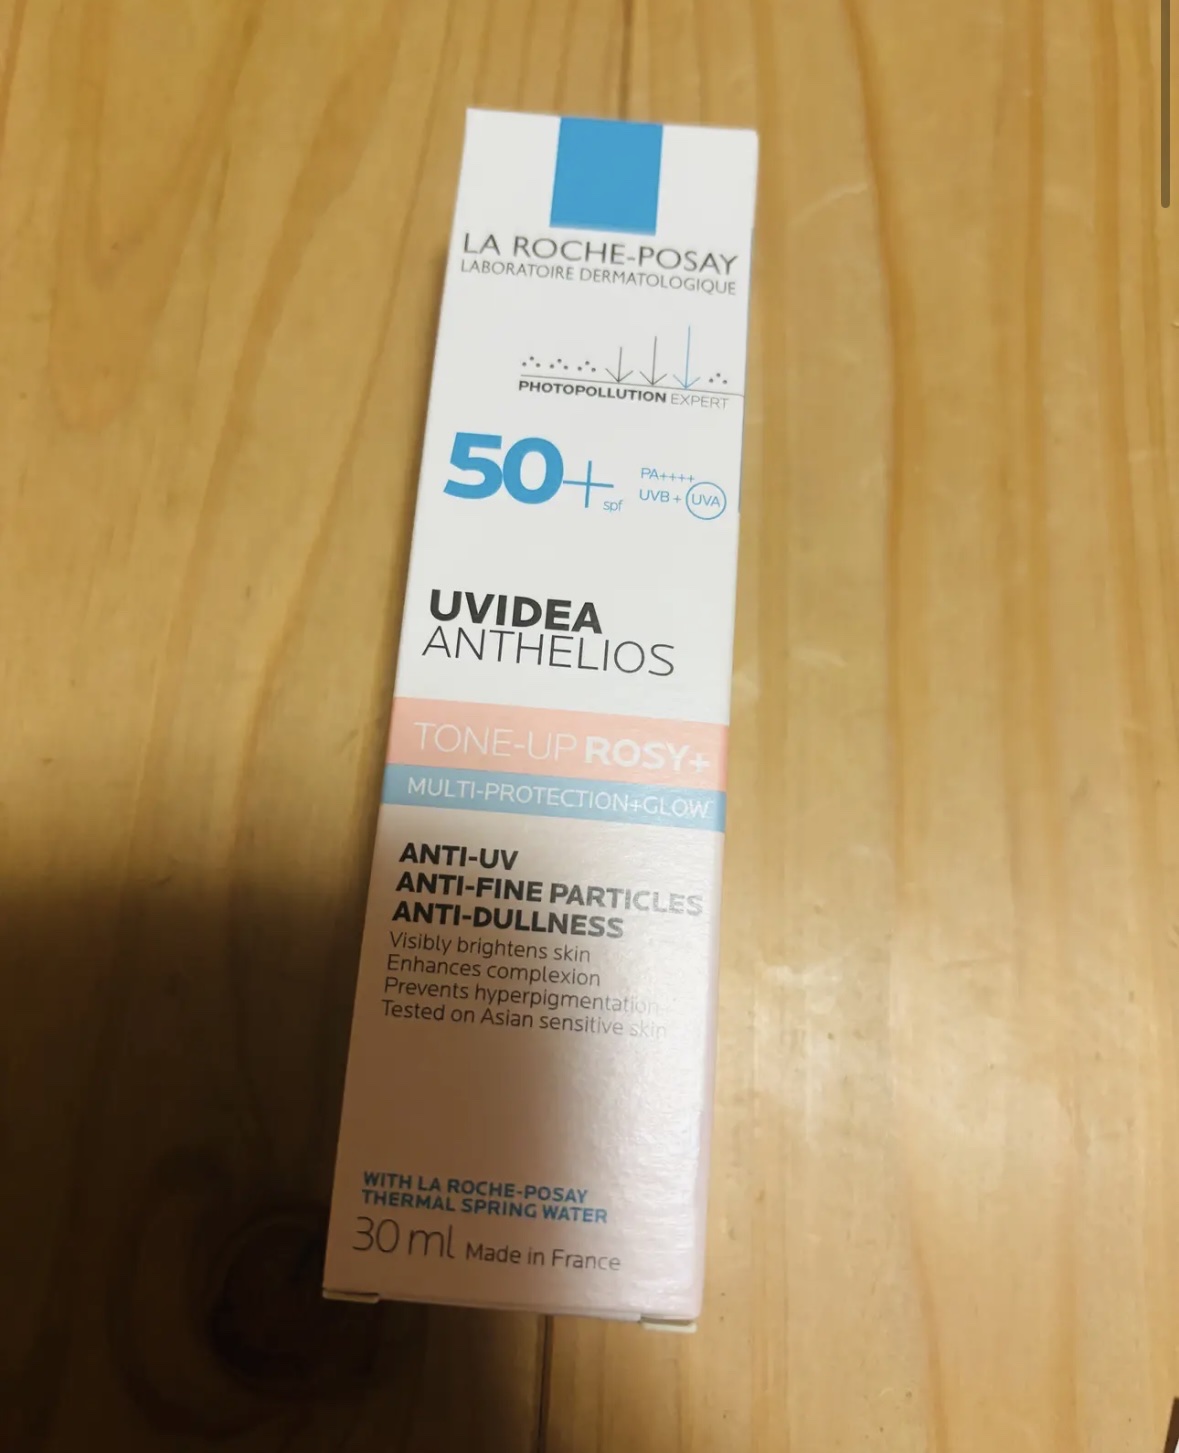 LA ROCHE-POSAY
LABORATOIRE DERMATOLOGIQUE
PHOTOPOLLUTION EXPERT
50+ spf
PA++++
UVB + UVA
UVIDEA
ANTHELIOS
TONE-UP ROSY+
MULTI-PROTECTION+GLOW
ANTI-UV
ANTI-FINE PARTICLES
ANTI-DULLNESS
Visibly brightens skin
Enhances complexion
Prevents hyperpigmentation
Tested on Asian sensitive skin
WITH LA ROCHE-POSAY
THERMAL SPRING WATER
30 ml Made in France